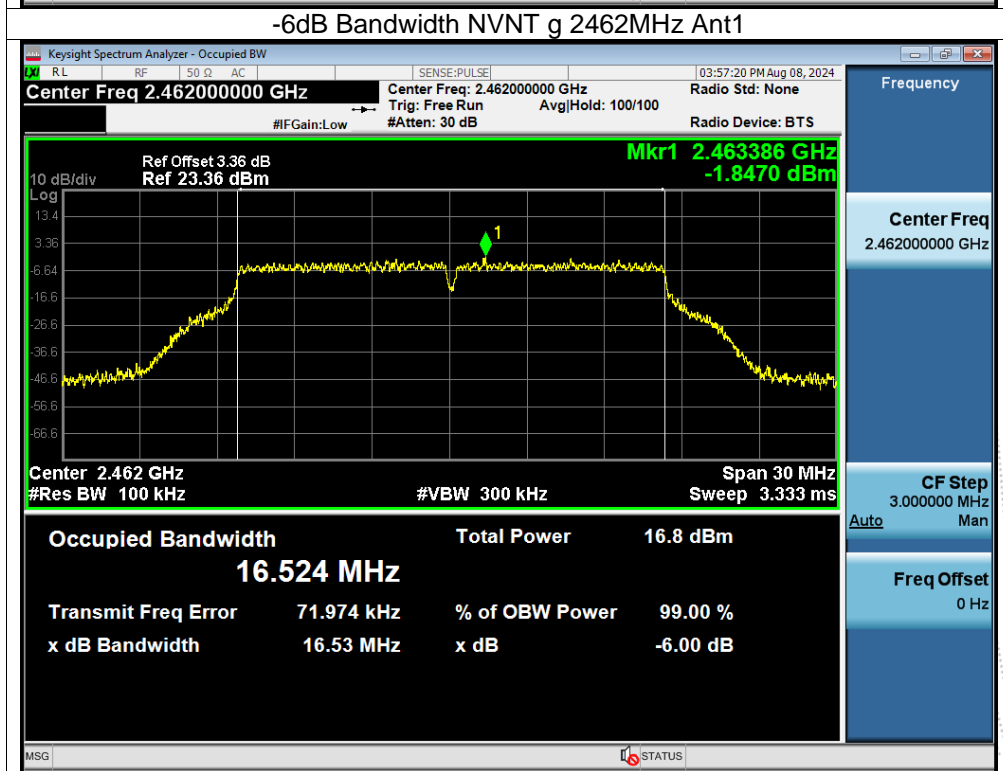 -6dB Bandwidth NVNT g 2462MHz Ant1
Keysight Spectrum Analyzer - Occupied BW
LXI RL RF 50 Ω AC SENSE:PULSE 03:57:20 PM Aug 08, 2024
Center Freq 2.462000000 GHz
Center Freq: 2.462000000 GHz Radio Std: None
Trig: Free Run Avg|Hold: 100/100
#IFGain:Low #Atten: 30 dB Radio Device: BTS
Frequency
Mkr1 2.463386 GHz
-1.8470 dBm
Ref Offset 3.36 dB
10 dB/div Ref 23.36 dBm
Log
13.4
3.36
-6.64
-16.6
-26.6
-36.6
-46.6
-56.6
-66.6
1
Center 2.462 GHz Span 30 MHz
#Res BW 100 kHz #VBW 300 kHz Sweep 3.333 ms
Center Freq
2.462000000 GHz
CF Step
3.000000 MHz
Auto Man
Freq Offset
0 Hz
Occupied Bandwidth Total Power 16.8 dBm
16.524 MHz
Transmit Freq Error 71.974 kHz % of OBW Power 99.00 %
x dB Bandwidth 16.53 MHz x dB -6.00 dB
MSG STATUS